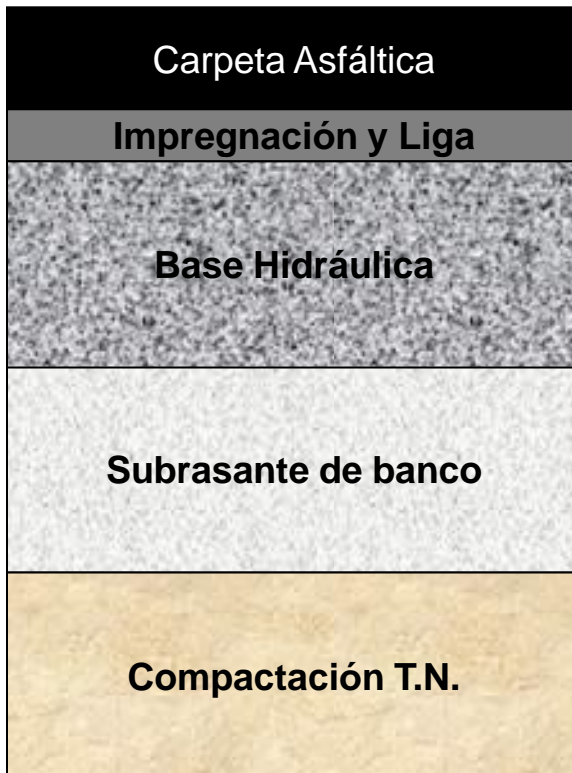 Carpeta Asfáltica
Impregnación y Liga
Base Hidráulica
Subrasante de banco
Compactación T.N.